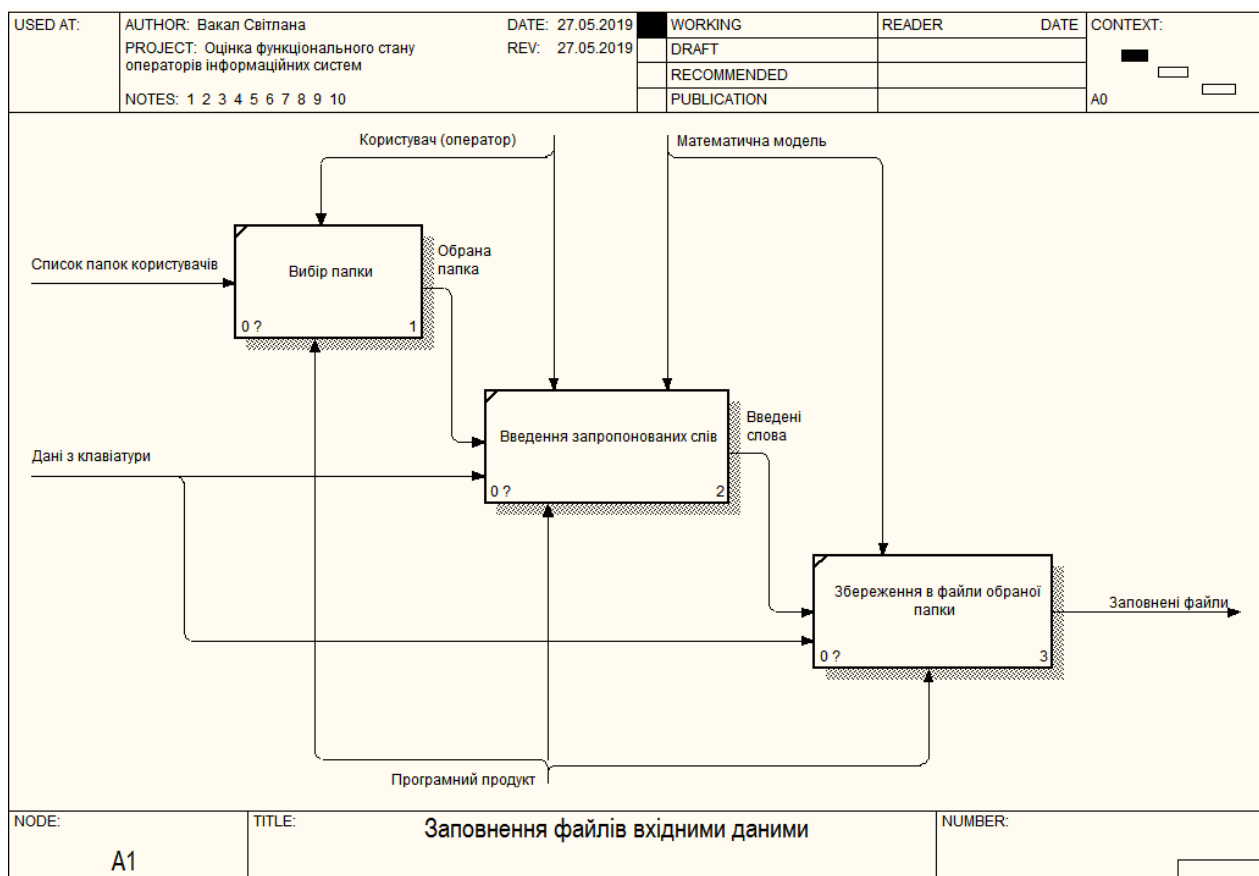 USED AT:
AUTHOR: Вакал Світлана
DATE: 27.05.2019
PROJECT: Оцінка функціонального стану
операторів інформаційних систем
REV: 27.05.2019
NOTES: 1 2 3 4 5 6 7 8 9 10
WORKING
DRAFT
RECOMMENDED
PUBLICATION
READER
DATE
CONTEXT:
A0
Користувач (оператор)
Математична модель
Список папок користувачів
Вибір папки
0 ?
1
Обрана
папка
Дані з клавіатури
Введення запропонованих слів
0 ?
2
Введені
слова
Збереження в файли обраної
папки
0 ?
3
Заповнені файли
Програмний продукт
NODE:
A1
TITLE:
Заповнення файлів вхідними даними
NUMBER: